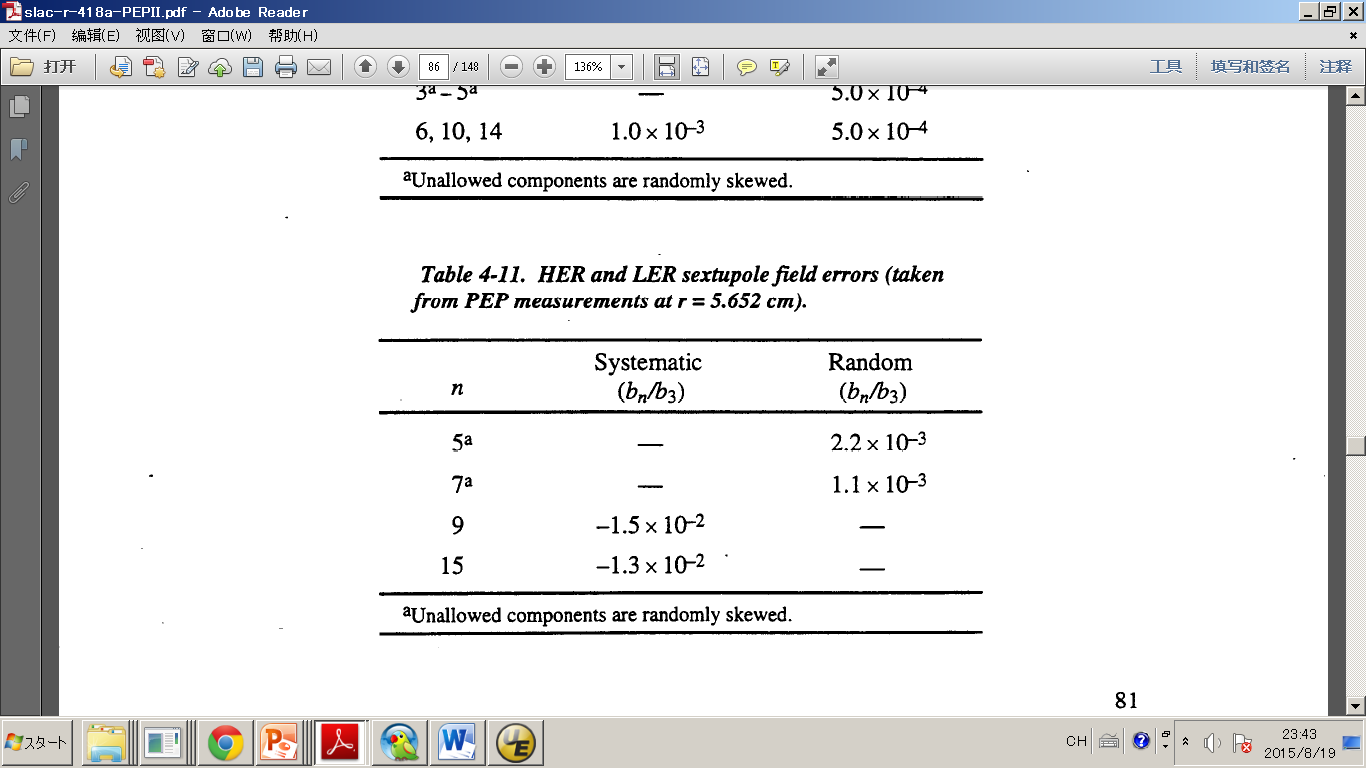 slac-r-418a-PEPII.pdf - Adobe Reader
文件(F) 编辑(E) 视图(V) 窗口(W) 帮助(H)
打开 86 / 148 136% 工具 填写和签名 注释
3a – 5a — 5.0 × 10–4
6, 10, 14 1.0 × 10–3 5.0 × 10–4
aUnallowed components are randomly skewed.
Table 4-11. HER and LER sextupole field errors (taken
from PEP measurements at r = 5.652 cm).
Systematic Random
n (bn/b3) (bn/b3)
5a — 2.2 × 10–3
7a — 1.1 × 10–3
9 –1.5 × 10–2 —
15 –1.3 × 10–2 —
aUnallowed components are randomly skewed.
81
スタート CH 23:43
2015/8/19